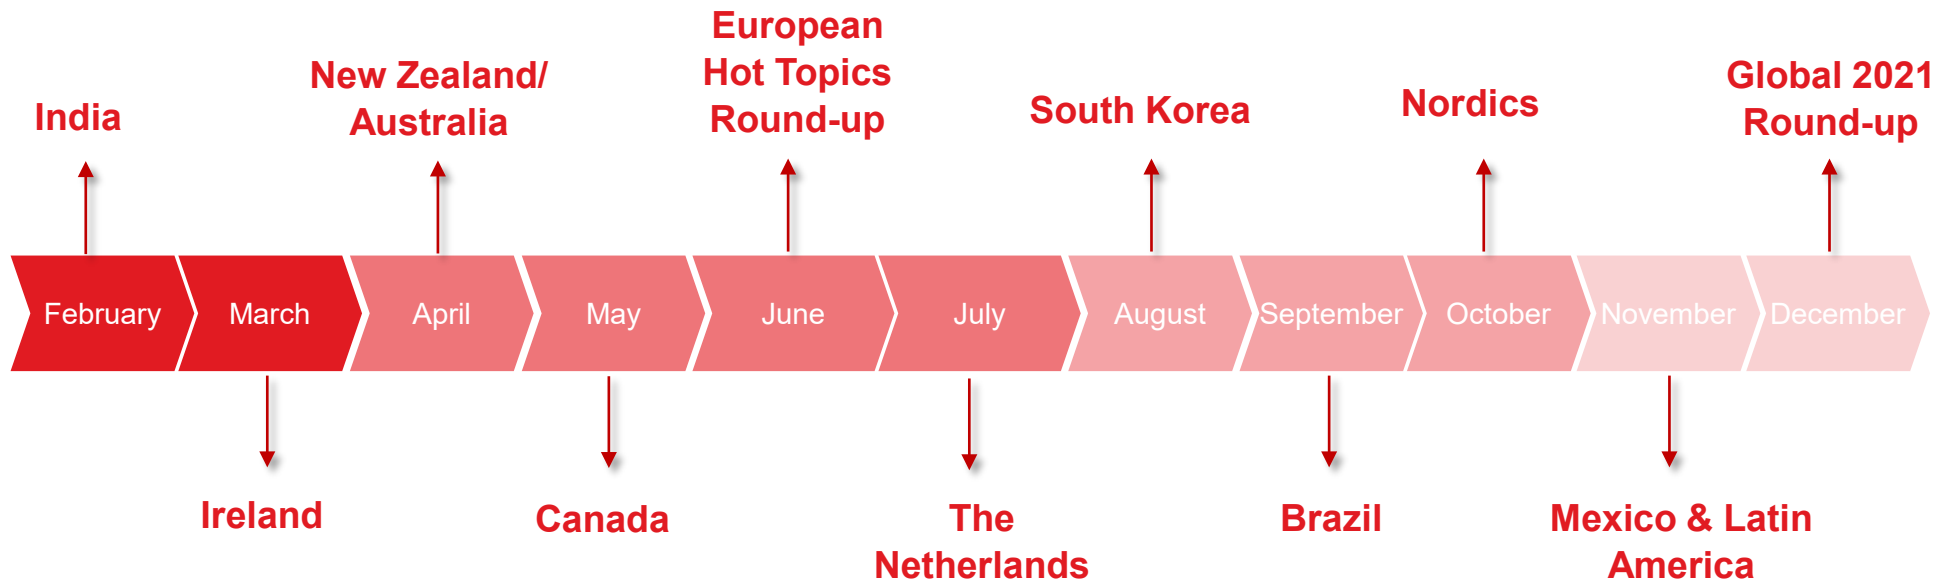 European
Hot Topics
Round-up
New Zealand/
Australia
India
South Korea
Nordics
Global 2021
Round-up
February
March
April
May
June
July
August
September
October
November
December
Ireland
Canada
The
Netherlands
Brazil
Mexico & Latin
America